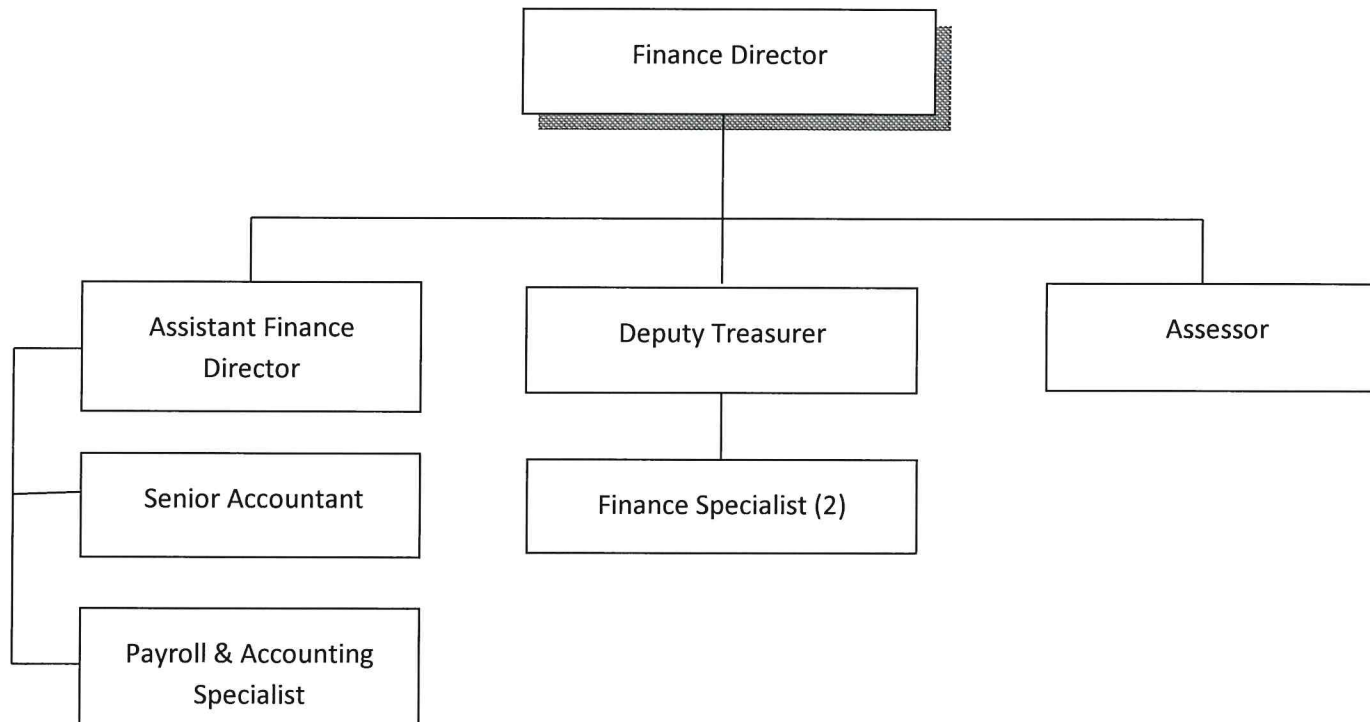 Finance Director
Assistant Finance
Director
Deputy Treasurer
Assessor
Senior Accountant
Finance Specialist (2)
Payroll & Accounting
Specialist